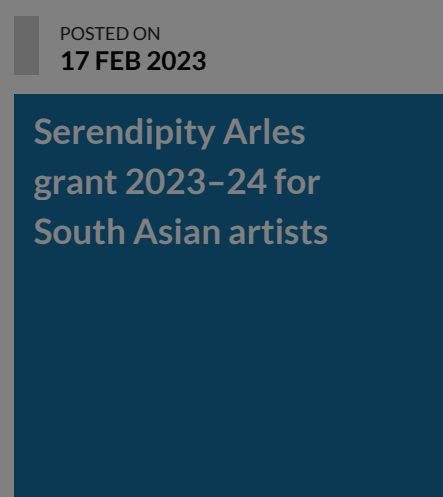 POSTED ON
17 FEB 2023
Serendipity Arles
grant 2023–24 for
South Asian artists